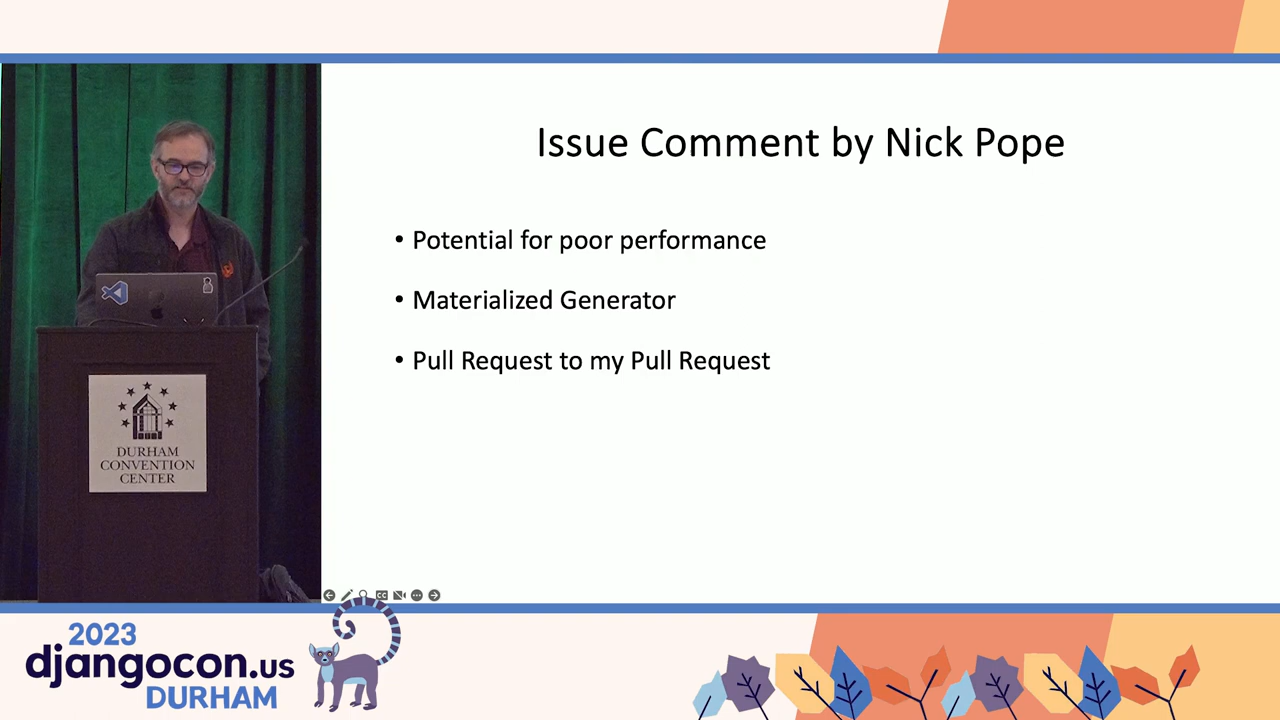 Issue Comment by Nick Pope
• Potential for poor performance
• Materialized Generator
• Pull Request to my Pull Request
DURHAM
CONVENTION
CENTER
CC
2023
djangocon.us
DURHAM